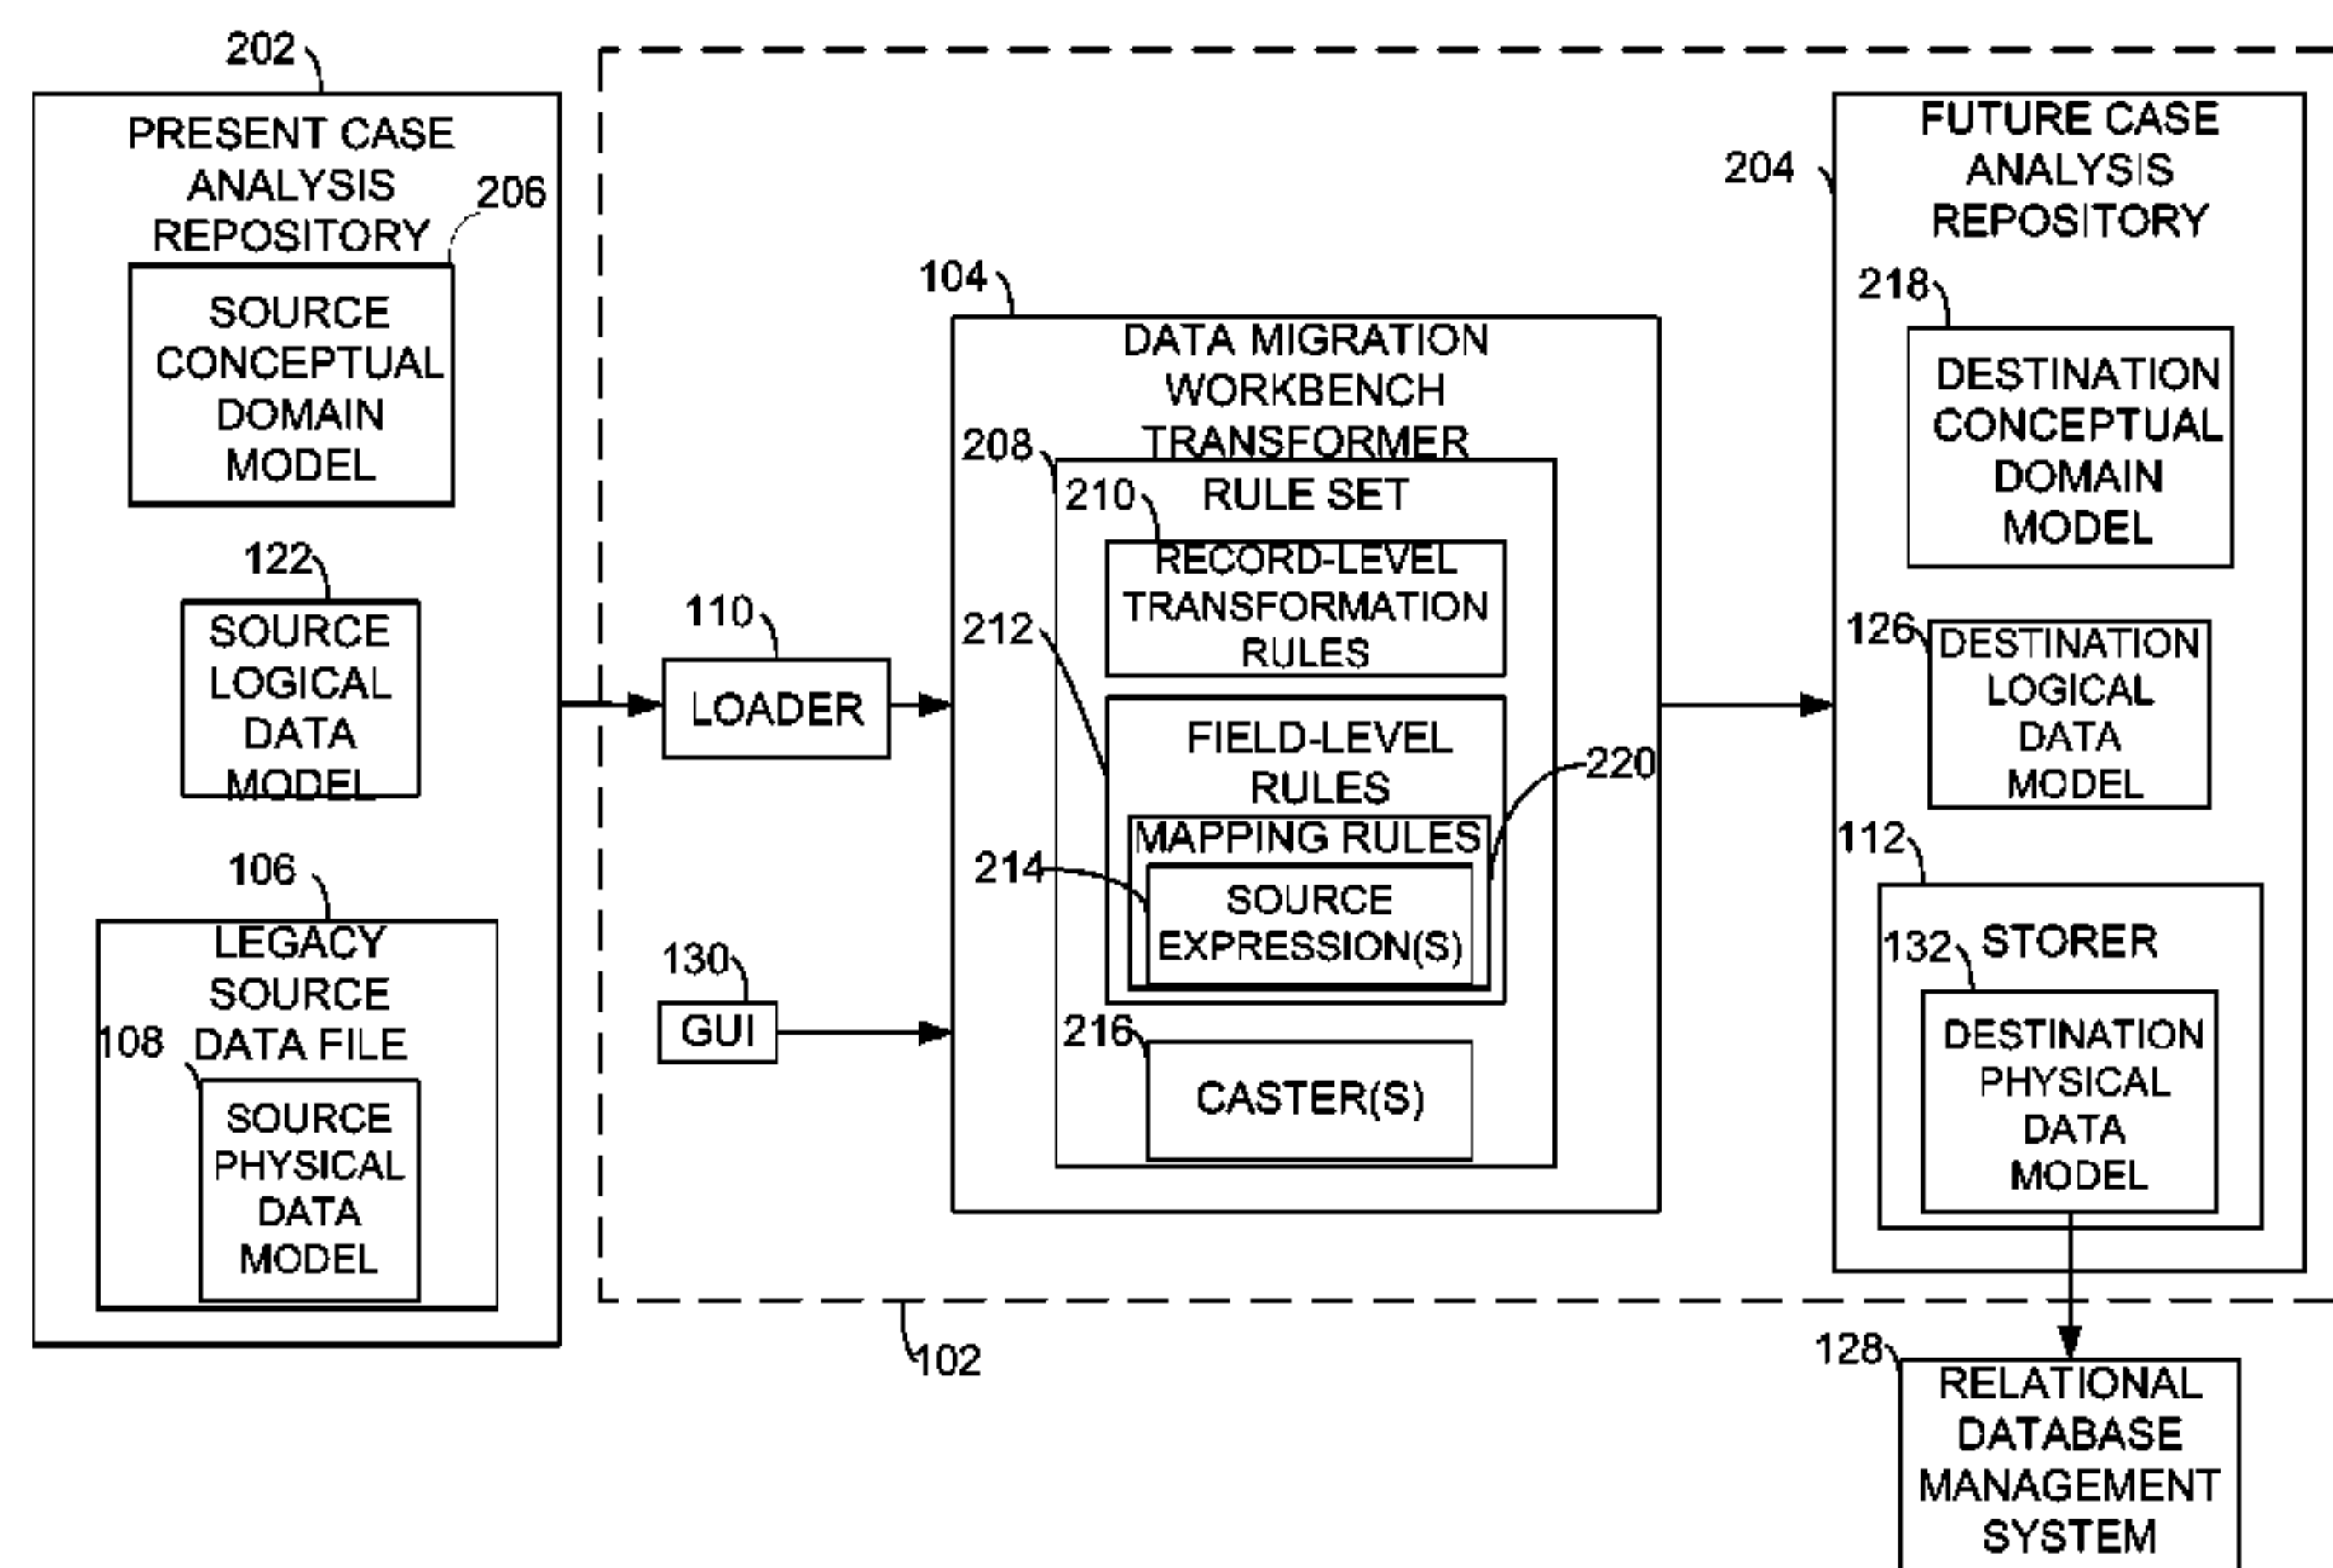 202
PRESENT CASE
ANALYSIS
REPOSITORY
206
SOURCE
CONCEPTUAL
DOMAIN
MODEL
122
SOURCE
LOGICAL
DATA
MODEL
106
LEGACY
SOURCE
DATA FILE
108
SOURCE
PHYSICAL
DATA
MODEL
110
LOADER
130
GUI
102
104
DATA MIGRATION
WORKBENCH
TRANSFORMER
208
RULE SET
210
RECORD-LEVEL
TRANSFORMATION
RULES
212
FIELD-LEVEL
RULES
220
MAPPING RULES
214
SOURCE
EXPRESSION(S)
216
CASTER(S)
204
FUTURE CASE
ANALYSIS
REPOSITORY
218
DESTINATION
CONCEPTUAL
DOMAIN
MODEL
126
DESTINATION
LOGICAL
DATA
MODEL
112
STORER
132
DESTINATION
PHYSICAL
DATA
MODEL
128
RELATIONAL
DATABASE
MANAGEMENT
SYSTEM